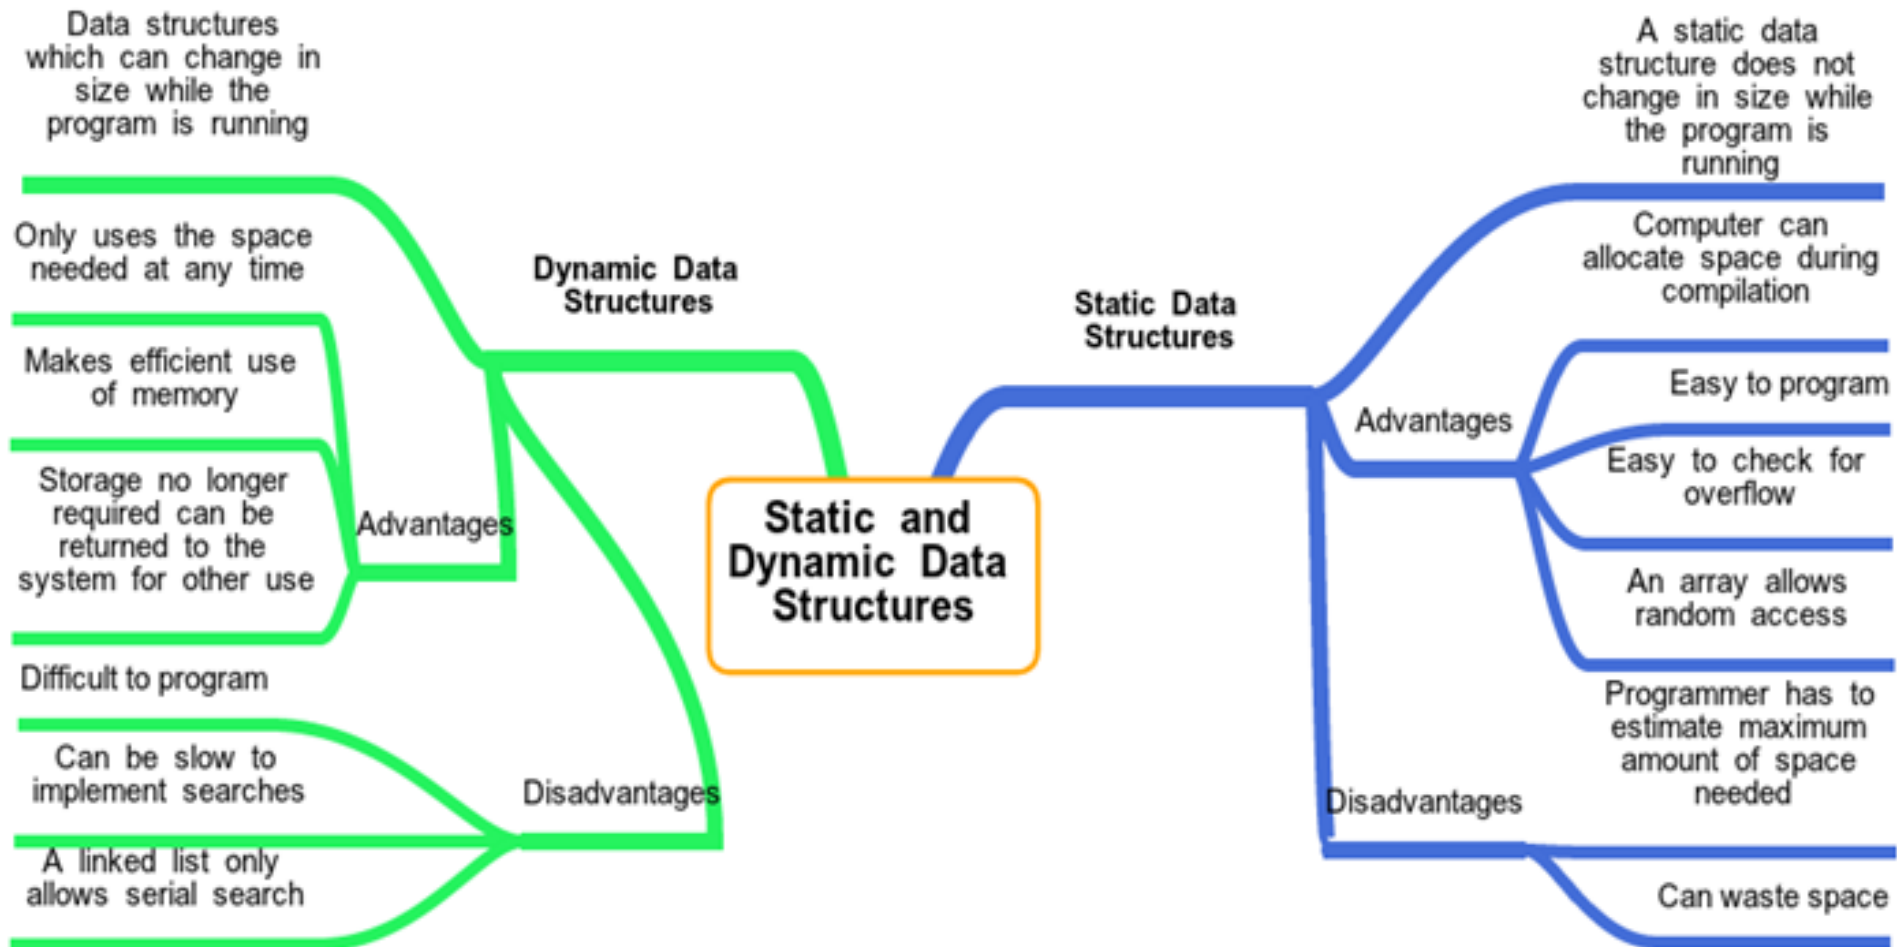 Data structures
which can change in
size while the
program is running
Only uses the space
needed at any time
Makes efficient use
of memory
Storage no longer
required can be
returned to the
system for other use
Advantages
Difficult to program
Can be slow to
implement searches
A linked list only
allows serial search
Disadvantages
Dynamic Data
Structures
Static and
Dynamic Data
Structures
Static Data
Structures
A static data
structure does not
change in size while
the program is
running
Advantages
Computer can
allocate space during
compilation
Easy to program
Easy to check for
overflow
An array allows
random access
Disadvantages
Programmer has to
estimate maximum
amount of space
needed
Can waste space